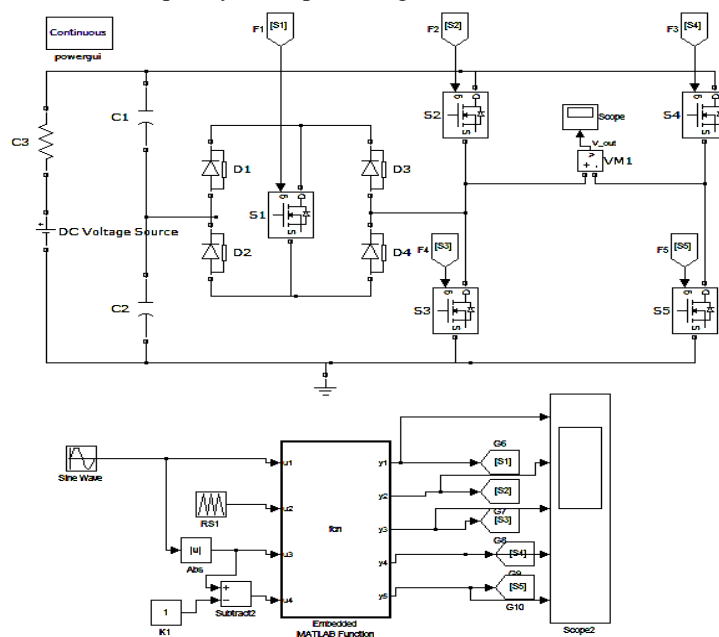 Continuous
powergui
F1
[S1]
F2
[S2]
F3
[S4]
C3
C1
D1
D3
S1
g
D
S
S2
g
D
S
Scope
V_out
VM1
+
-
v
S4
g
D
S
DC Voltage Source
D2
D4
F4
[S3]
F5
[S5]
C2
S3
g
D
S
S5
g
D
S
Sine Wave
RS1
|u|
Abs
1
K1
+
−
Subtract2
u1
u2
u3
u4
fcn
y1
y2
y3
y4
y5
Embedded
MATLAB Function
G6
[S1]
[S2]
G7
[S3]
G8
[S4]
G9
[S5]
G10
Scope2